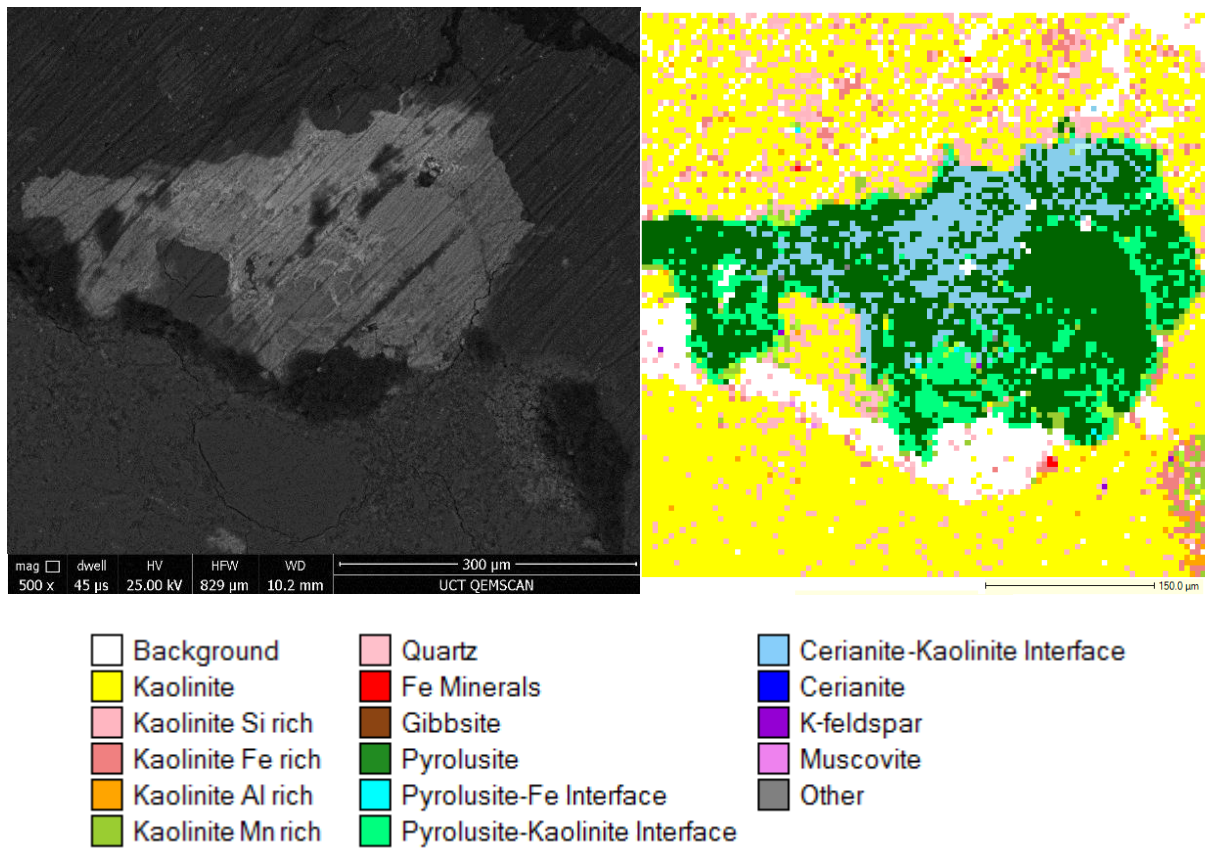 mag dwell HV HFW WD 300 µm
500 x 45 µs 25.00 kV 829 µm 10.2 mm UCT QEMSCAN
150.0 µm
Background
Kaolinite
Kaolinite Si rich
Kaolinite Fe rich
Kaolinite Al rich
Kaolinite Mn rich
Quartz
Fe Minerals
Gibbsite
Pyrolusite
Pyrolusite-Fe Interface
Pyrolusite-Kaolinite Interface
Cerianite-Kaolinite Interface
Cerianite
K-feldspar
Muscovite
Other